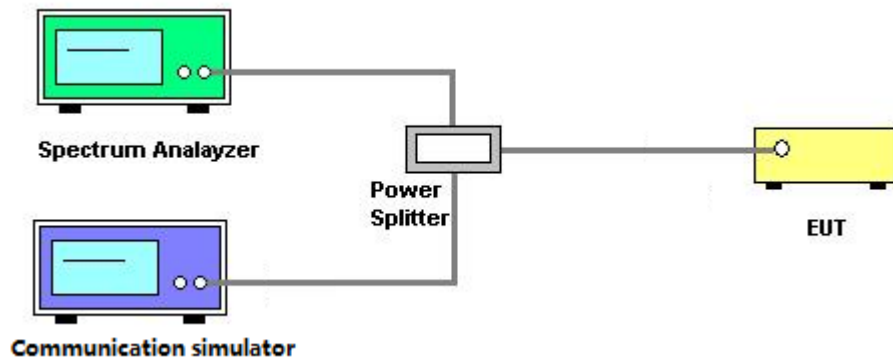 Spectrum Analayzer
Power
Splitter
EUT
Communication simulator